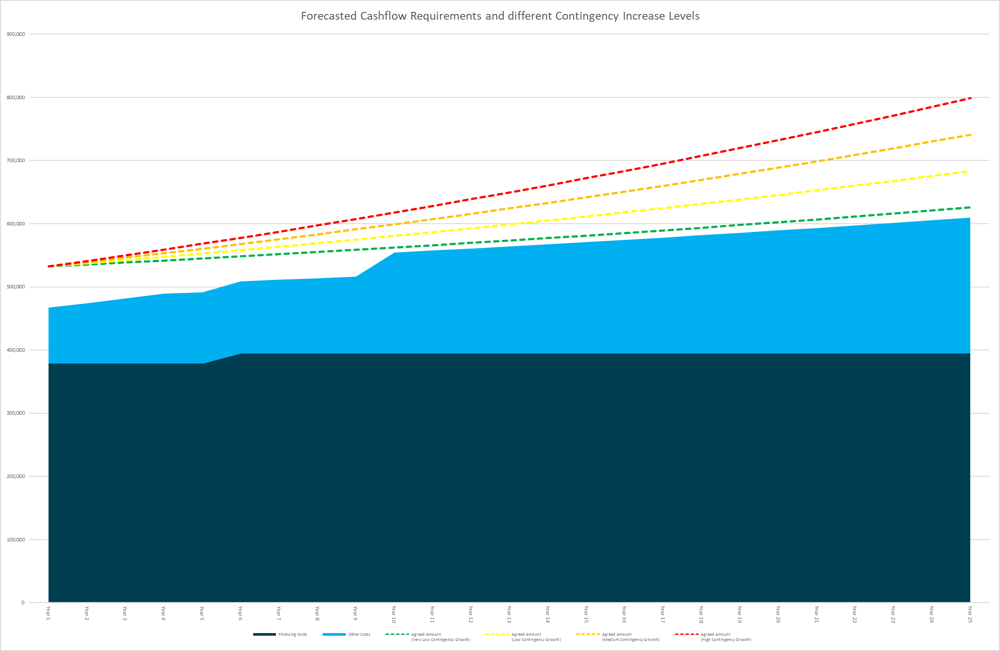 Forecasted Cashflow Requirements and different Contingency Increase Levels
900,000
800,000
700,000
600,000
500,000
400,000
300,000
200,000
100,000
0
Year 1
Year 2
Year 3
Year 4
Year 5
Year 6
Year 7
Year 8
Year 9
Year 10
Year 11
Year 12
Year 13
Year 14
Year 15
Year 16
Year 17
Year 18
Year 19
Year 20
Year 21
Year 22
Year 23
Year 24
Year 25
Financing Costs
Other Costs
Agreed Amount
(Very Low Contingency Growth)
Agreed Amount
(Low Contingency Growth)
Agreed Amount
(Medium Contingency Growth)
Agreed Amount
(High Contingency Growth)